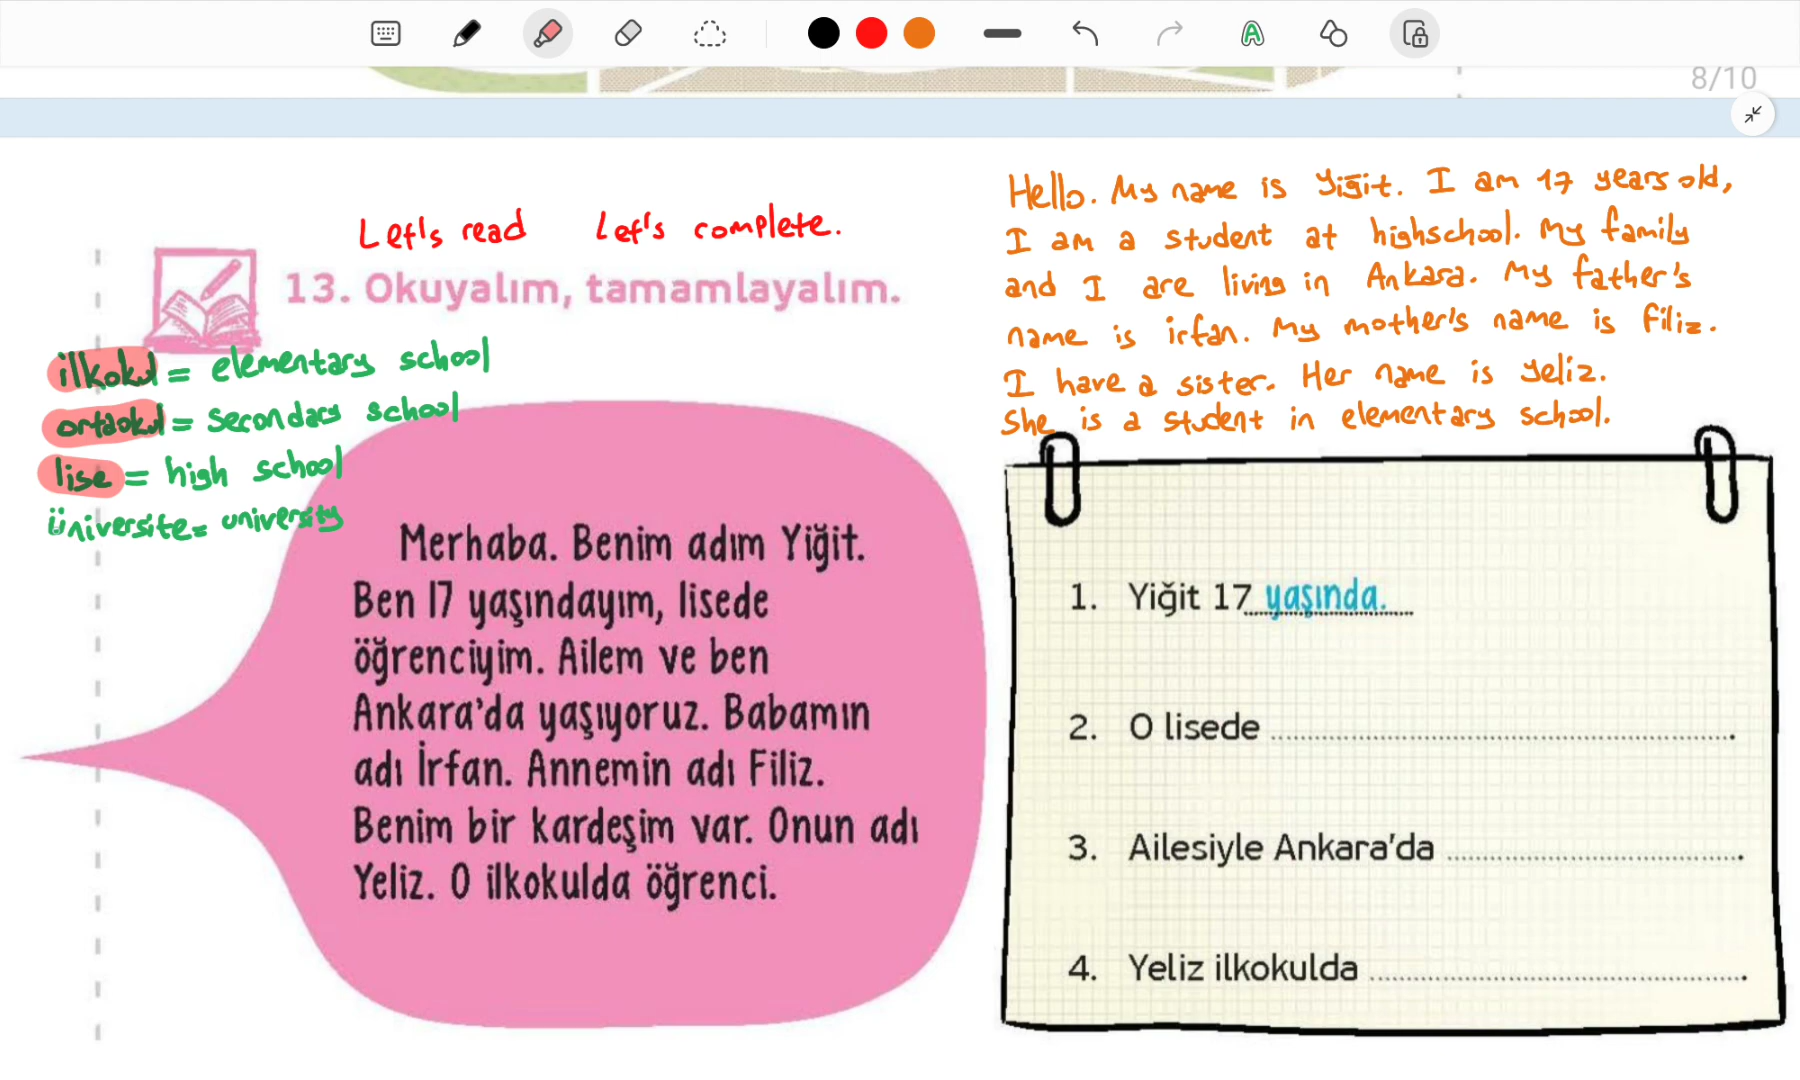 8/10
Let's read Let's complete.
13. Okuyalım, tamamlayalım.
ilkokul = elementary school
ortaokul = secondary school
lise = high school
Üniversite = university
Merhaba. Benim adım Yiğit.
Ben 17 yaşındayım, lisede
öğrenciyim. Ailem ve ben
Ankara'da yaşıyoruz. Babamın
adı İrfan. Annemin adı Filiz.
Benim bir kardeşim var. Onun adı
Yeliz. O ilkokulda öğrenci.
Hello. My name is Yiğit. I am 17 years old,
I am a student at highschool. My family
and I are living in Ankara. My father's
name is irfan. My mother's name is Filiz.
I have a sister. Her name is Yeliz.
She is a student in elementary school.
1. Yiğit 17 yaşında.
2. O lisede ........................................ .
3. Ailesiyle Ankara'da ........................................ .
4. Yeliz ilkokulda ........................................ .